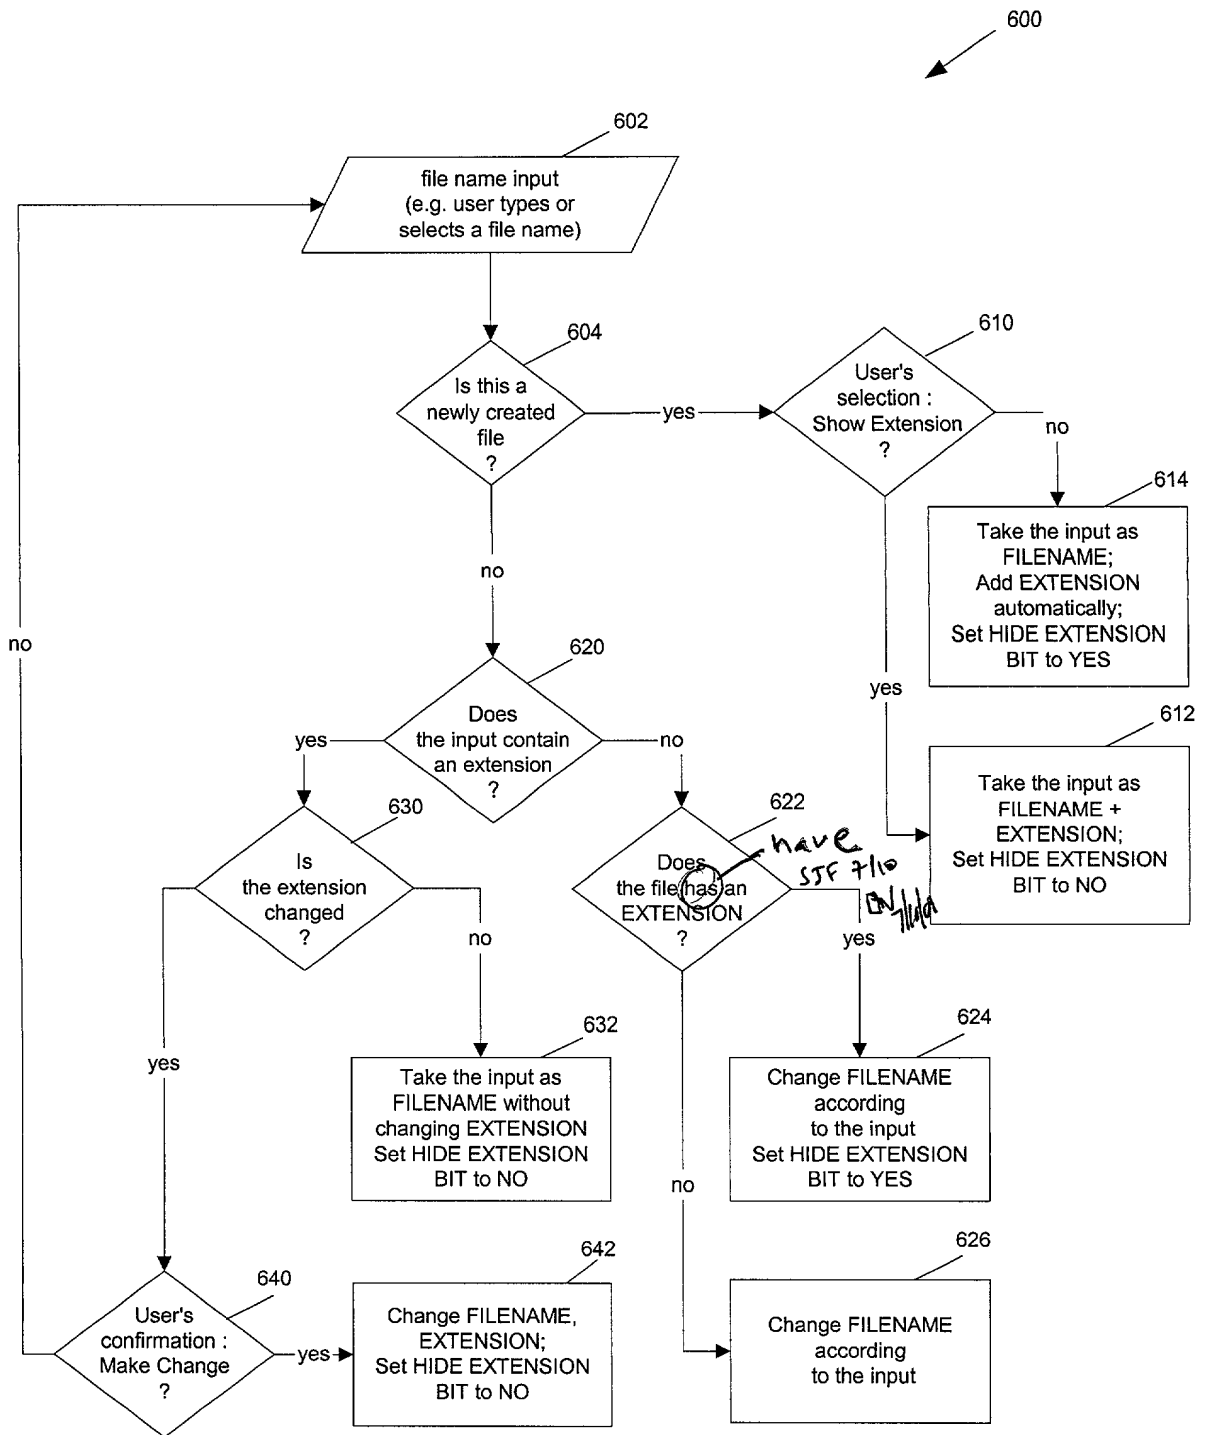 600
602
file name input
(e.g. user types or
selects a file name)
604
Is this a
newly created
file
?
yes
610
User's
selection :
Show Extension
?
no
614
Take the input as
FILENAME;
Add EXTENSION
automatically;
Set HIDE EXTENSION
BIT to YES
yes
612
Take the input as
FILENAME +
EXTENSION;
Set HIDE EXTENSION
BIT to NO
no
no
620
Does
the input contain
an extension
?
yes
no
630
Is
the extension
changed
?
622
Does
the file has an
EXTENSION
?
have
SJF 7/10
yes
no
yes
632
Take the input as
FILENAME without
changing EXTENSION
Set HIDE EXTENSION
BIT to NO
624
Change FILENAME
according
to the input
Set HIDE EXTENSION
BIT to YES
no
640
User's
confirmation :
Make Change
?
yes
642
Change FILENAME,
EXTENSION;
Set HIDE EXTENSION
BIT to NO
626
Change FILENAME
according
to the input